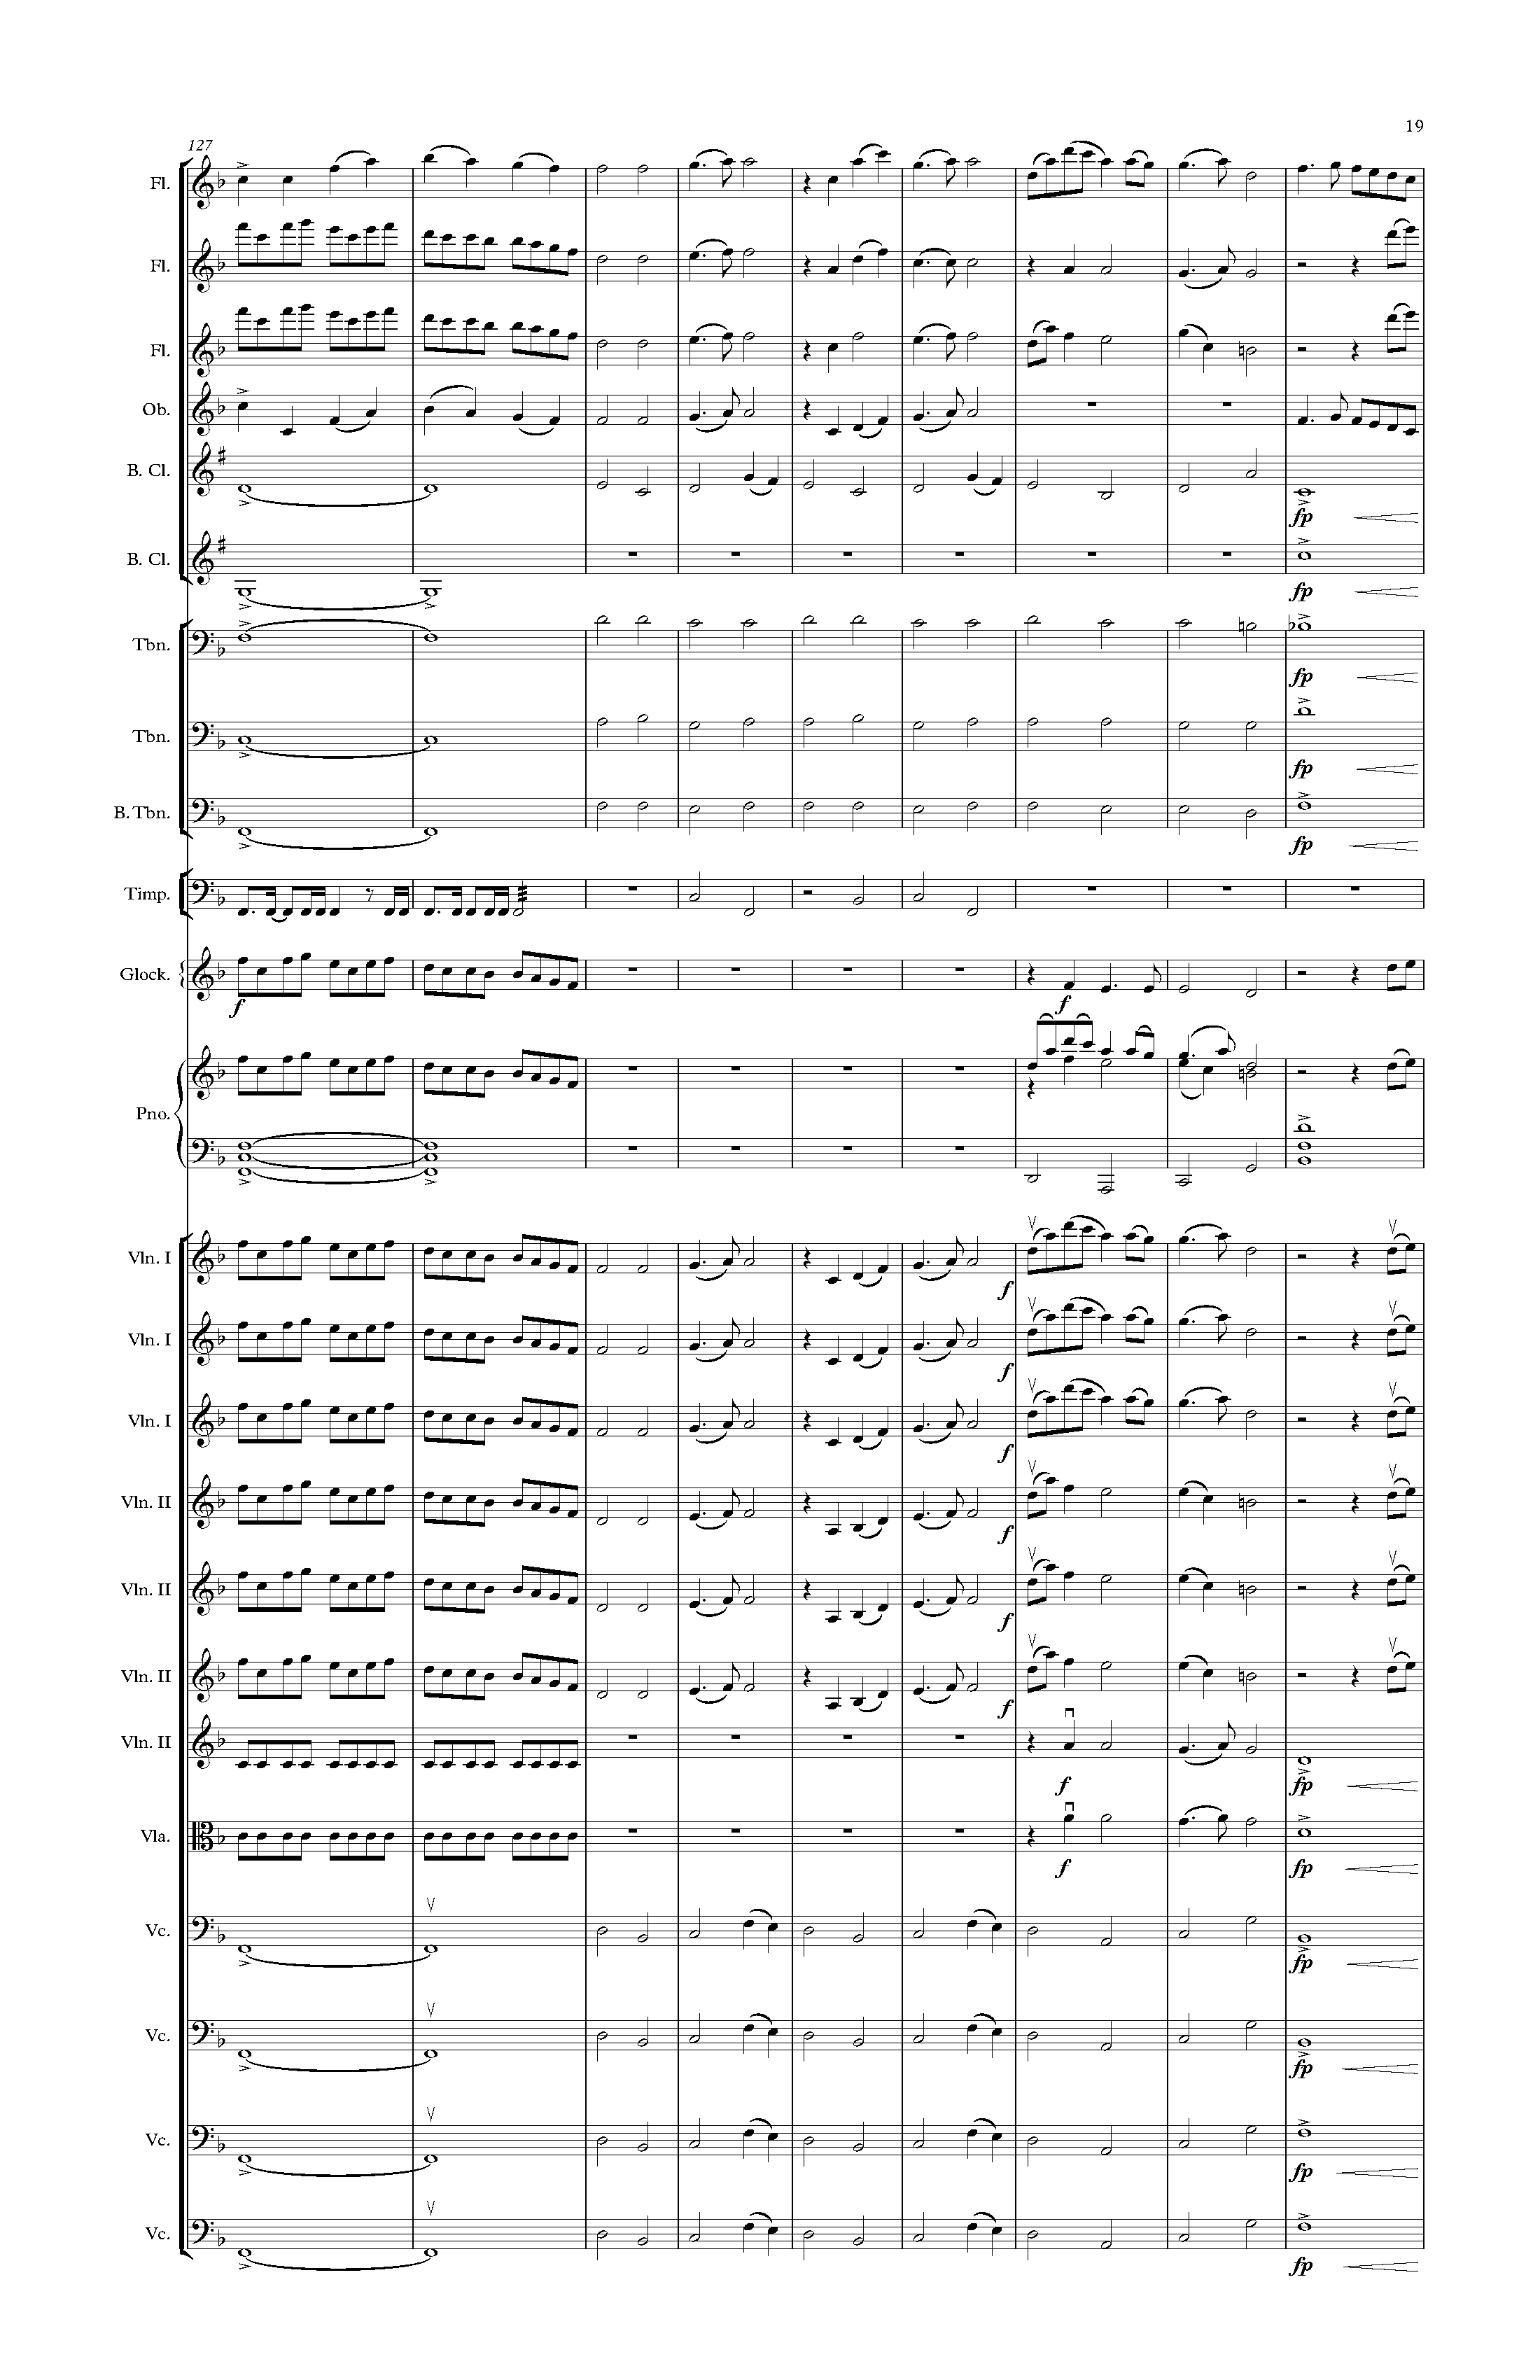 19
127
Fl.
Fl.
Fl.
Ob.
B. Cl.
fp
B. Cl.
fp
Tbn.
fp
Tbn.
fp
B. Tbn.
fp
Timp.
Glock.
f f
Pno.
Vln. I
f
Vln. I
f
Vln. I
f
Vln. II
f
Vln. II
f
Vln. II
f
Vln. II
f fp
Vla.
f fp
Vc.
fp
Vc.
fp
Vc.
fp
Vc.
fp